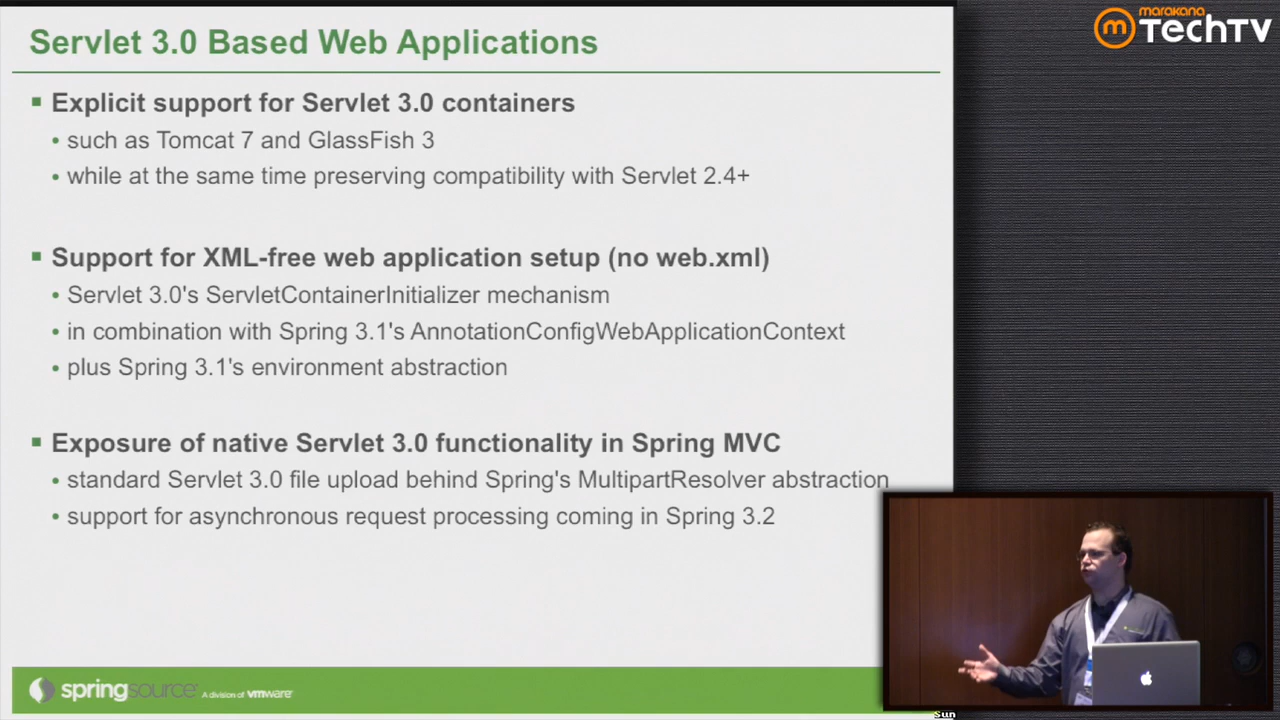 Servlet 3.0 Based Web Applications
marakana
TechTV
Explicit support for Servlet 3.0 containers
• such as Tomcat 7 and GlassFish 3
• while at the same time preserving compatibility with Servlet 2.4+
Support for XML-free web application setup (no web.xml)
• Servlet 3.0's ServletContainerInitializer mechanism
• in combination with Spring 3.1's AnnotationConfigWebApplicationContext
• plus Spring 3.1's environment abstraction
Exposure of native Servlet 3.0 functionality in Spring MVC
• standard Servlet 3.0 file upload behind Spring's MultipartResolver abstraction
• support for asynchronous request processing coming in Spring 3.2
springsource A division of vmware
Sun